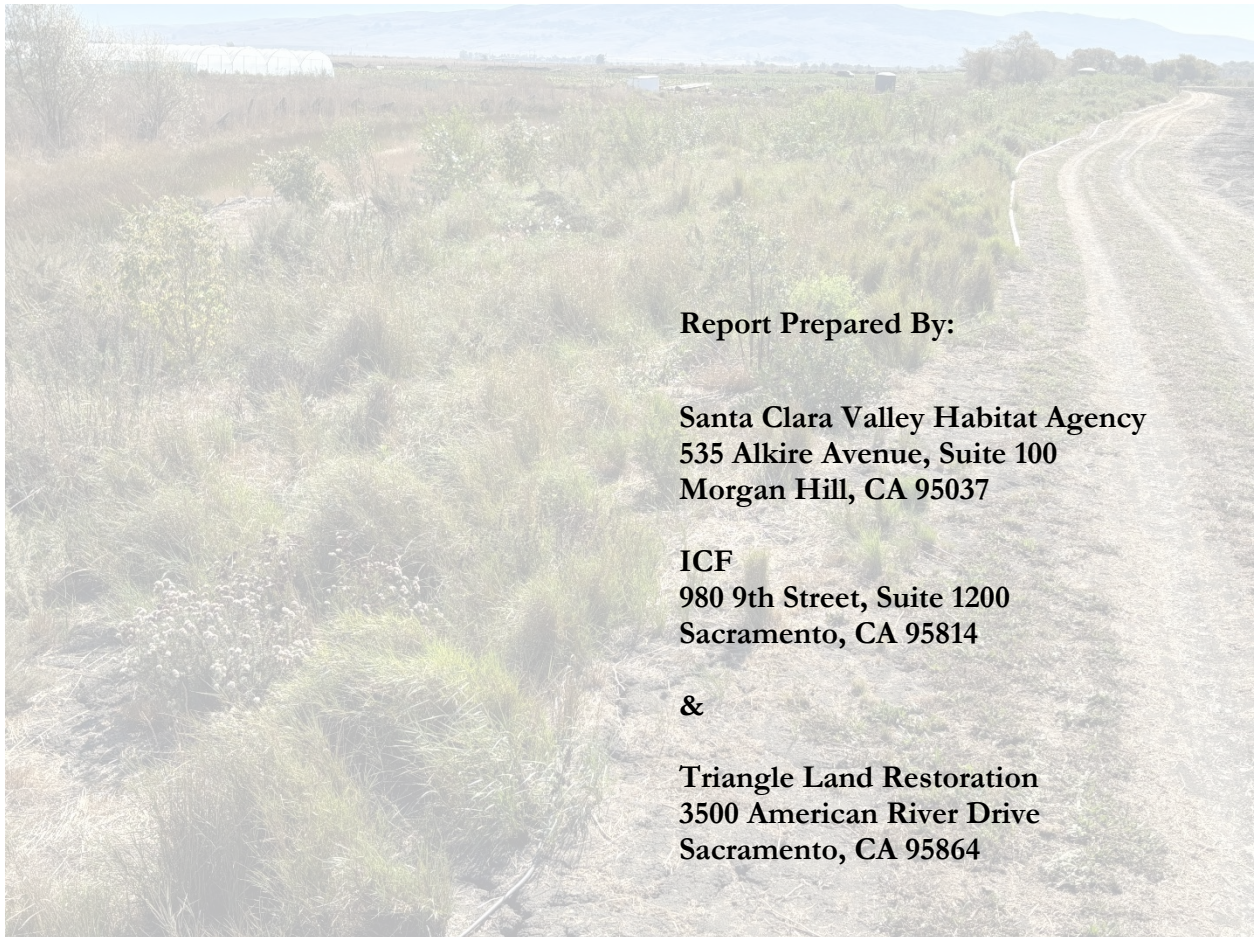 Report Prepared By:
Santa Clara Valley Habitat Agency
535 Alkire Avenue, Suite 100
Morgan Hill, CA 95037
ICF
980 9th Street, Suite 1200
Sacramento, CA 95814
&
Triangle Land Restoration
3500 American River Drive
Sacramento, CA 95864